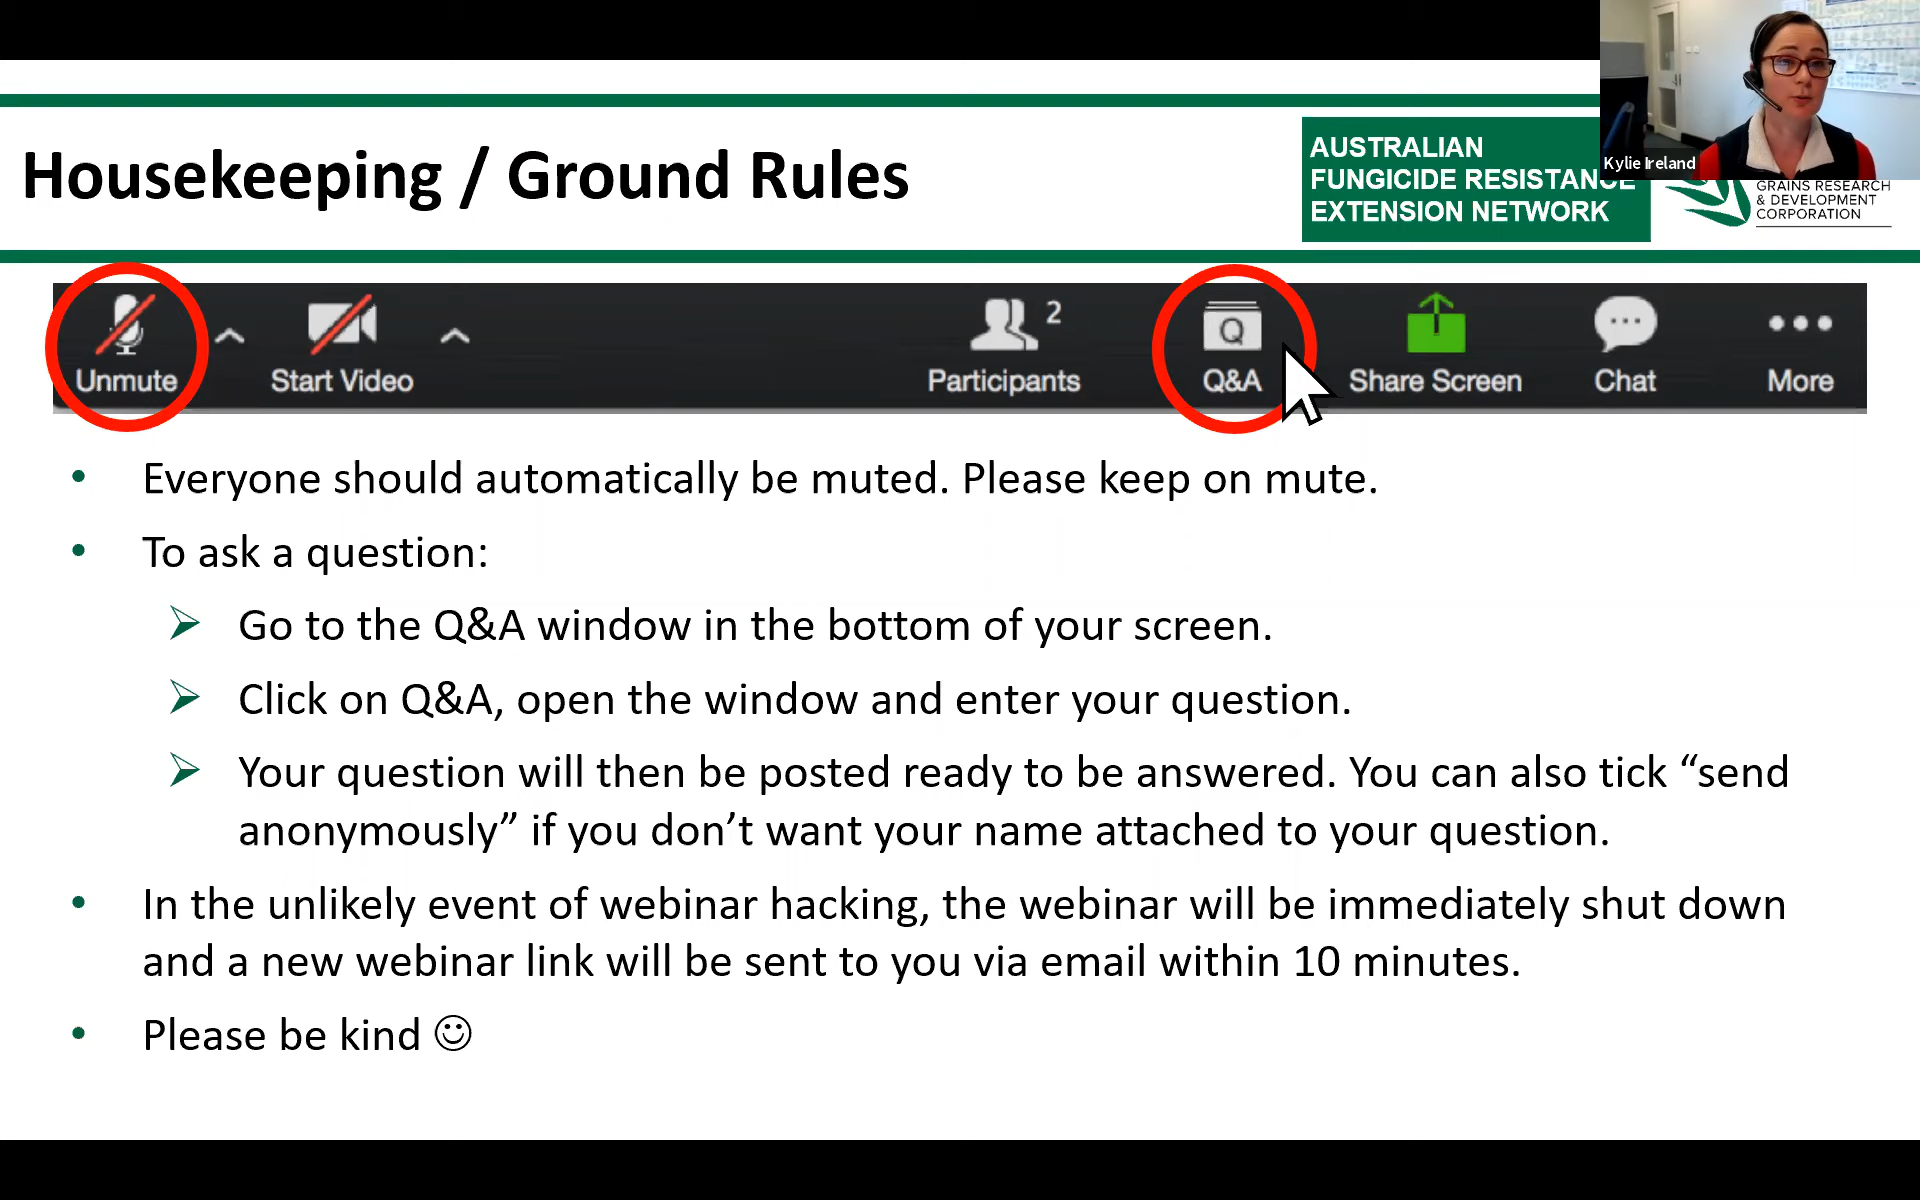 Housekeeping / Ground Rules
AUSTRALIAN
FUNGICIDE RESISTANCE
EXTENSION NETWORK
Kylie Ireland
GRAINS RESEARCH
& DEVELOPMENT
CORPORATION
Unmute
Start Video
2
Participants
Q
Q&A
Share Screen
Chat
More
• Everyone should automatically be muted. Please keep on mute.
• To ask a question:
➢ Go to the Q&A window in the bottom of your screen.
➢ Click on Q&A, open the window and enter your question.
➢ Your question will then be posted ready to be answered. You can also tick “send
anonymously” if you don’t want your name attached to your question.
• In the unlikely event of webinar hacking, the webinar will be immediately shut down
and a new webinar link will be sent to you via email within 10 minutes.
• Please be kind ☺